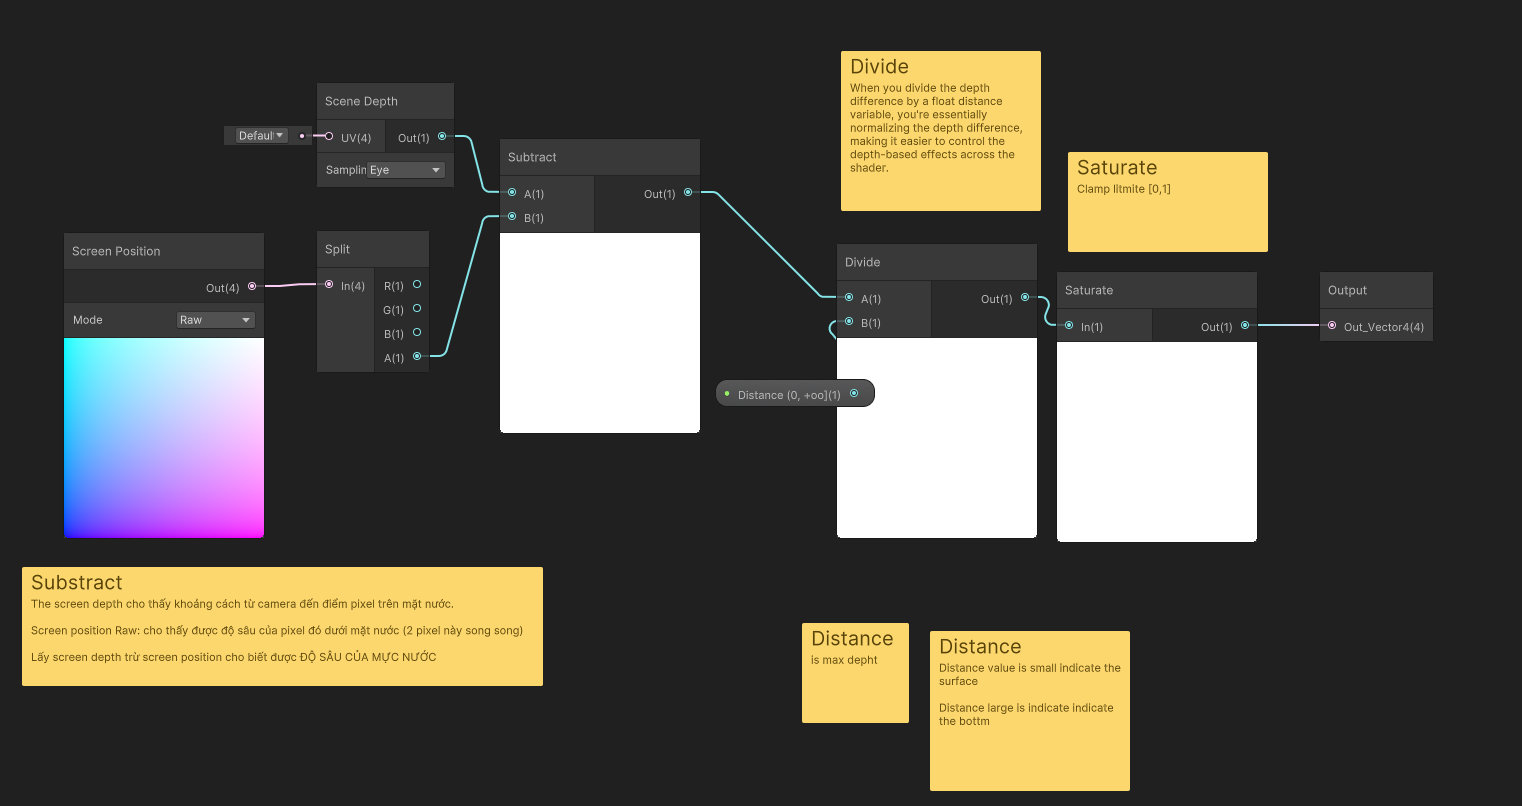 Scene Depth
UV(4)
Out(1)
Samplin
Eye
Subtract
A(1)
B(1)
Out(1)
Screen Position
Out(4)
Mode
Raw
Split
In(4)
R(1)
G(1)
B(1)
A(1)
Divide
When you divide the depth
difference by a float distance
variable, you're essentially
normalizing the depth difference,
making it easier to control the
depth-based effects across the
shader.
Saturate
Clamp litmite [0,1]
Divide
A(1)
B(1)
Out(1)
Distance (0, +oo](1)
Saturate
In(1)
Out(1)
Output
Out_Vector4(4)
Substract
The screen depth cho thấy khoảng cách từ camera đến điểm pixel trên mặt nước.
Screen position Raw: cho thấy được độ sâu của pixel đó dưới mặt nước (2 pixel này song song)
Lấy screen depth trừ screen position cho biết được ĐỘ SÂU CỦA MỰC NƯỚC
Distance
is max depht
Distance
Distance value is small indicate the
surface
Distance large is indicate indicate
the bottm